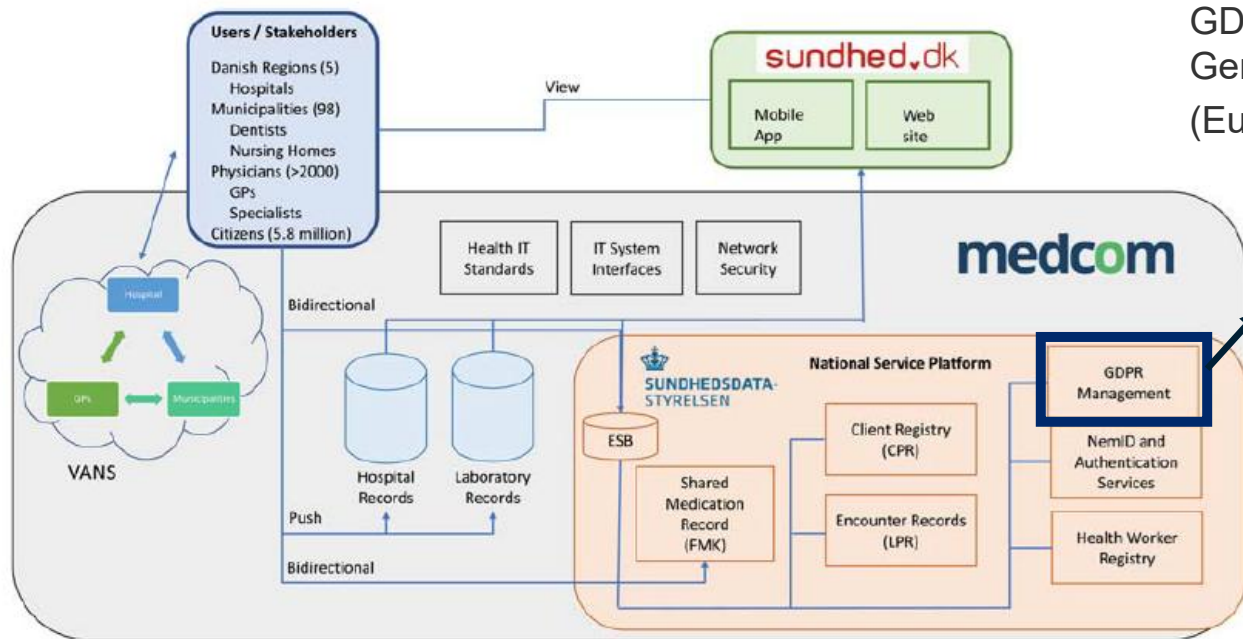 Users / Stakeholders
Danish Regions (5)
Hospitals
Municipalities (98)
Dentists
Nursing Homes
Physicians (>2000)
GPs
Specialists
Citizens (5.8 million)
View
sundhed.dk
Mobile
App
Web
site
(Eu
Health IT
Standards
IT System
Interfaces
Network
Security
medcom
Hospital
GPs
Municipalities
VANS
Bidirectional
Hospital
Records
Laboratory
Records
Push
Bidirectional
SUNDHEDSDATA-
STYRELSEN
National Service Platform
ESB
Shared
Medication
Record
(FMK)
Client Registry
(CPR)
Encounter Records
(LPR)
GDPR
Management
NemID and
Authentication
Services
Health Worker
Registry